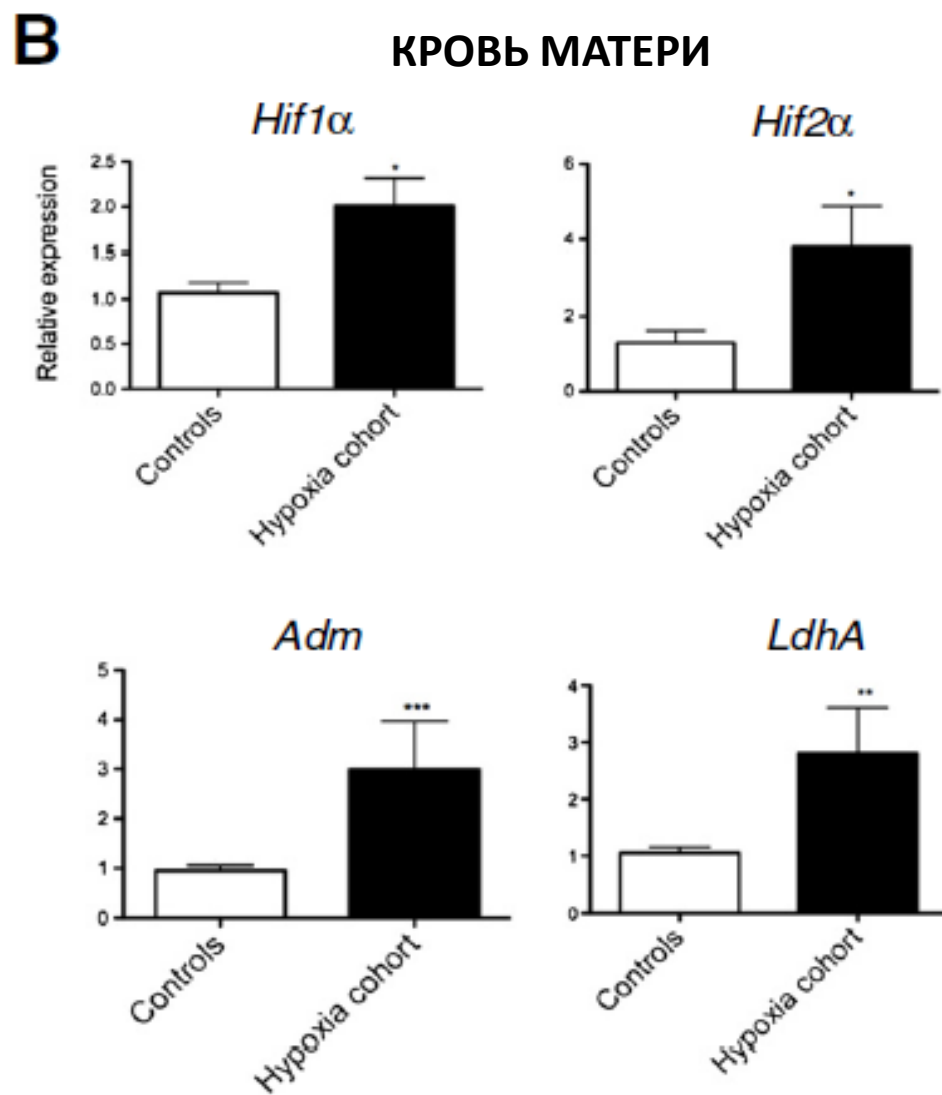 B
КРОВЬ МАТЕРИ
Hif1α
Relative expression
2.5
2.0
1.5
1.0
0.5
0.0
Controls
Hypoxia cohort
*
Hif2α
6
4
2
0
Controls
Hypoxia cohort
*
Adm
5
4
3
2
1
0
Controls
Hypoxia cohort
***
LdhA
4
3
2
1
0
Controls
Hypoxia cohort
**